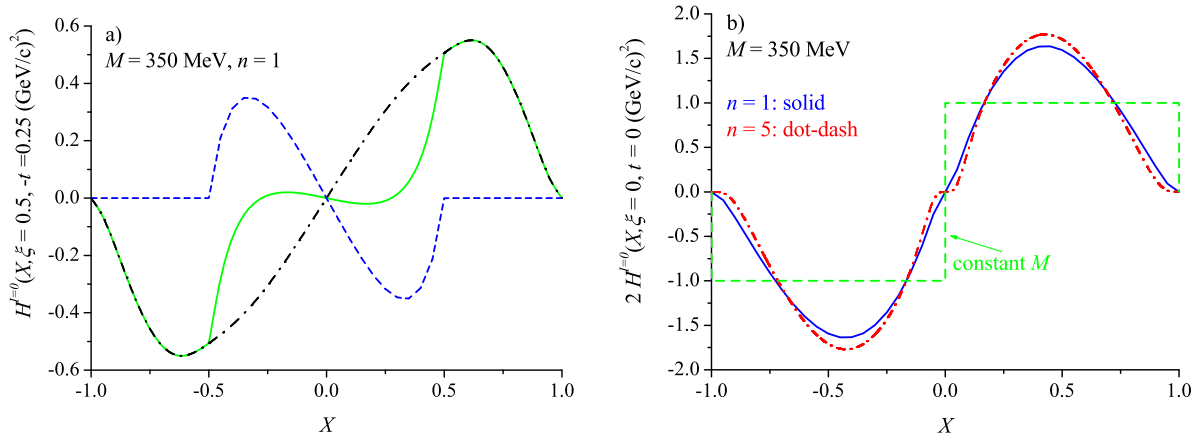 a)
M = 350 MeV, n = 1
H^{I=0}(X,ξ = 0.5, -t =0.25 (GeV/c)^2)
0.6
0.4
0.2
0.0
-0.2
-0.4
-0.6
-1.0 -0.5 0.0 0.5 1.0
X
b)
M = 350 MeV
n = 1: solid
n = 5: dot-dash
constant M
2 H^{I=0}(X,ξ = 0, t = 0 (GeV/c)^2)
2.0
1.5
1.0
0.5
0.0
-0.5
-1.0
-1.5
-2.0
-1.0 -0.5 0.0 0.5 1.0
X